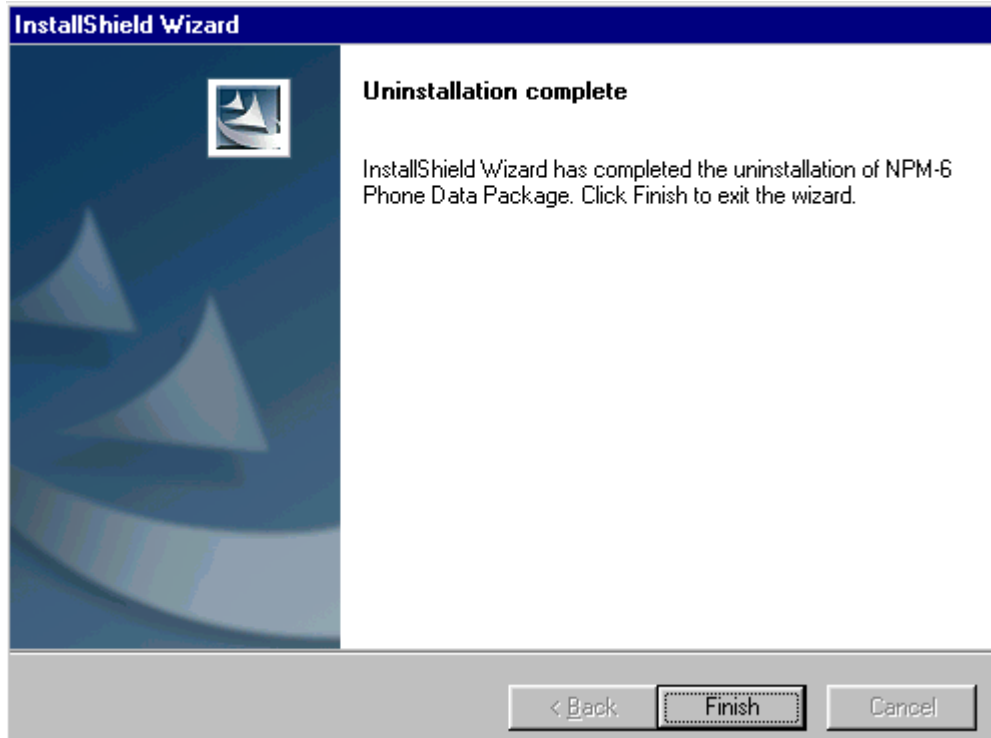 InstallShield Wizard
Uninstallation complete
InstallShield Wizard has completed the uninstallation of NPM-6
Phone Data Package. Click Finish to exit the wizard.
< Back
Finish
Cancel